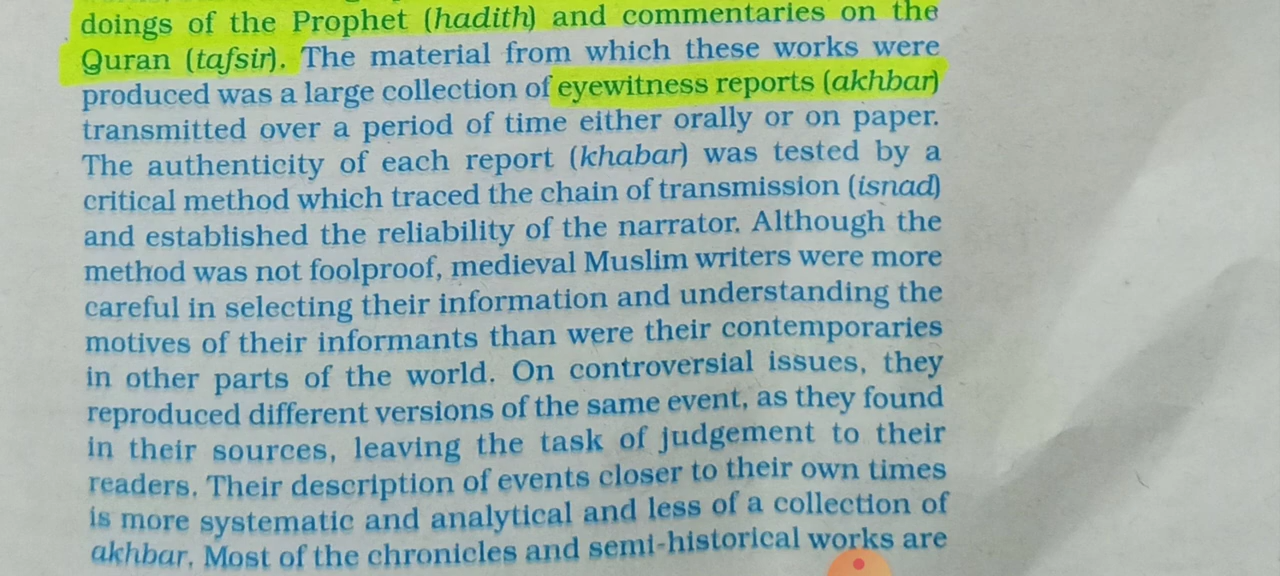 doings of the Prophet (hadith) and commentaries on the
Quran (tafsir). The material from which these works were
produced was a large collection of eyewitness reports (akhbar)
transmitted over a period of time either orally or on paper.
The authenticity of each report (khabar) was tested by a
critical method which traced the chain of transmission (isnad)
and established the reliability of the narrator. Although the
method was not foolproof, medieval Muslim writers were more
careful in selecting their information and understanding the
motives of their informants than were their contemporaries
in other parts of the world. On controversial issues, they
reproduced different versions of the same event, as they found
in their sources, leaving the task of judgement to their
readers. Their description of events closer to their own times
is more systematic and analytical and less of a collection of
akhbar. Most of the chronicles and semi-historical works are